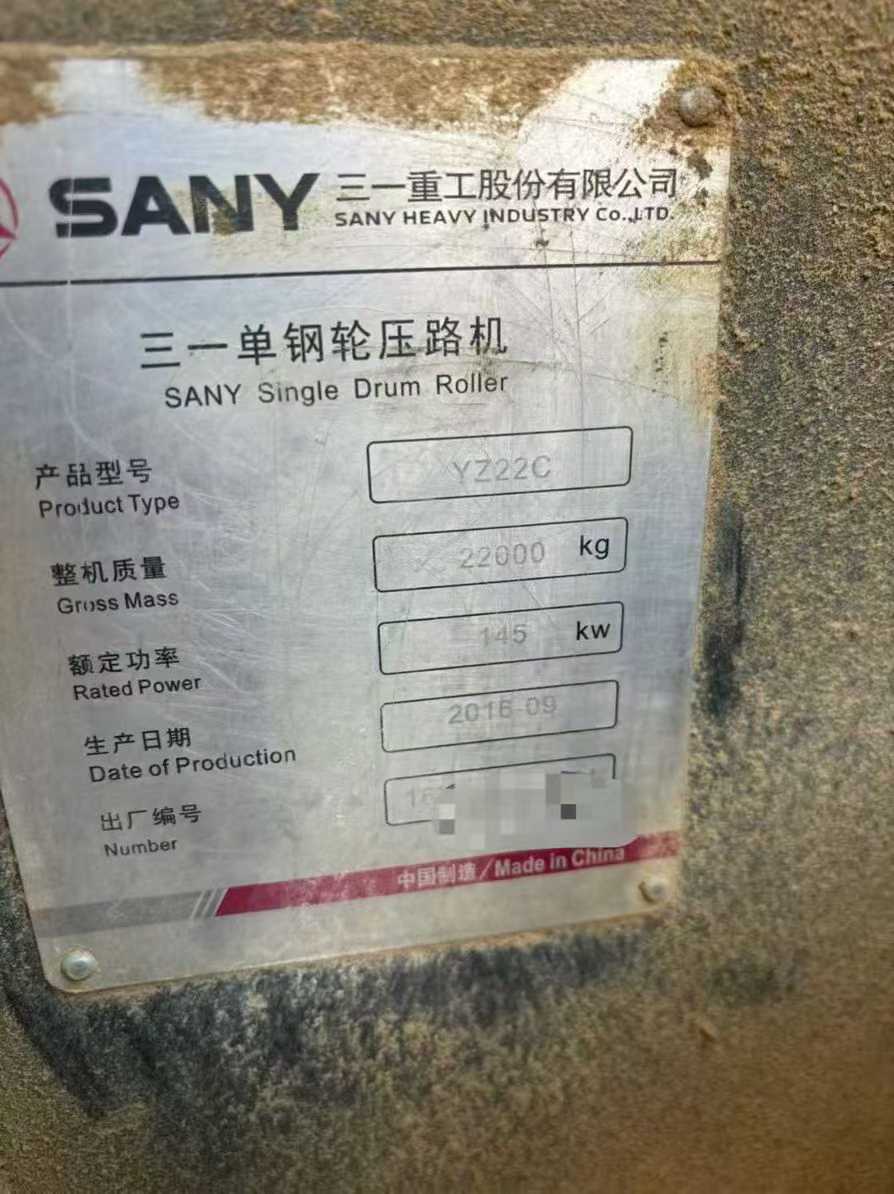 SANY 三一重工股份有限公司
SANY HEAVY INDUSTRY Co.,LTD.
三一单钢轮压路机
SANY Single Drum Roller
产品型号
Product Type
YZ22C
整机质量
Gross Mass
22000 kg
额定功率
Rated Power
145 kw
生产日期
Date of Production
2016-09
出厂编号
Number
中国制造/Made in China